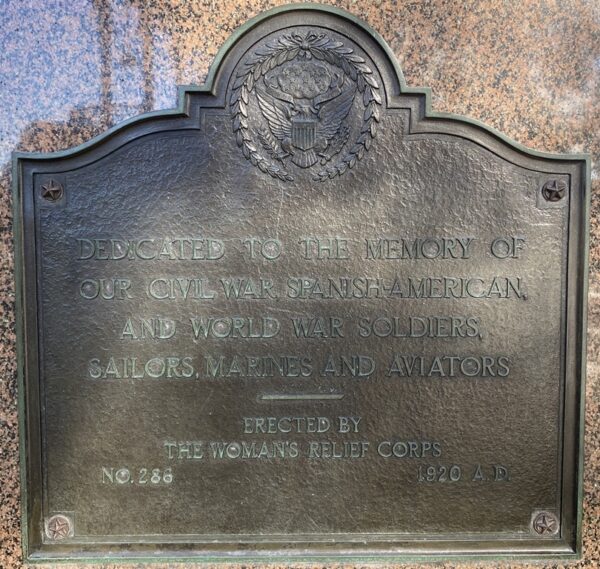 DEDICATED TO THE MEMORY OF
OUR CIVIL WAR, SPANISH-AMERICAN,
AND WORLD WAR SOLDIERS,
SAILORS, MARINES AND AVIATORS
ERECTED BY
THE WOMAN'S RELIEF CORPS
NO. 286 1920 A.D.